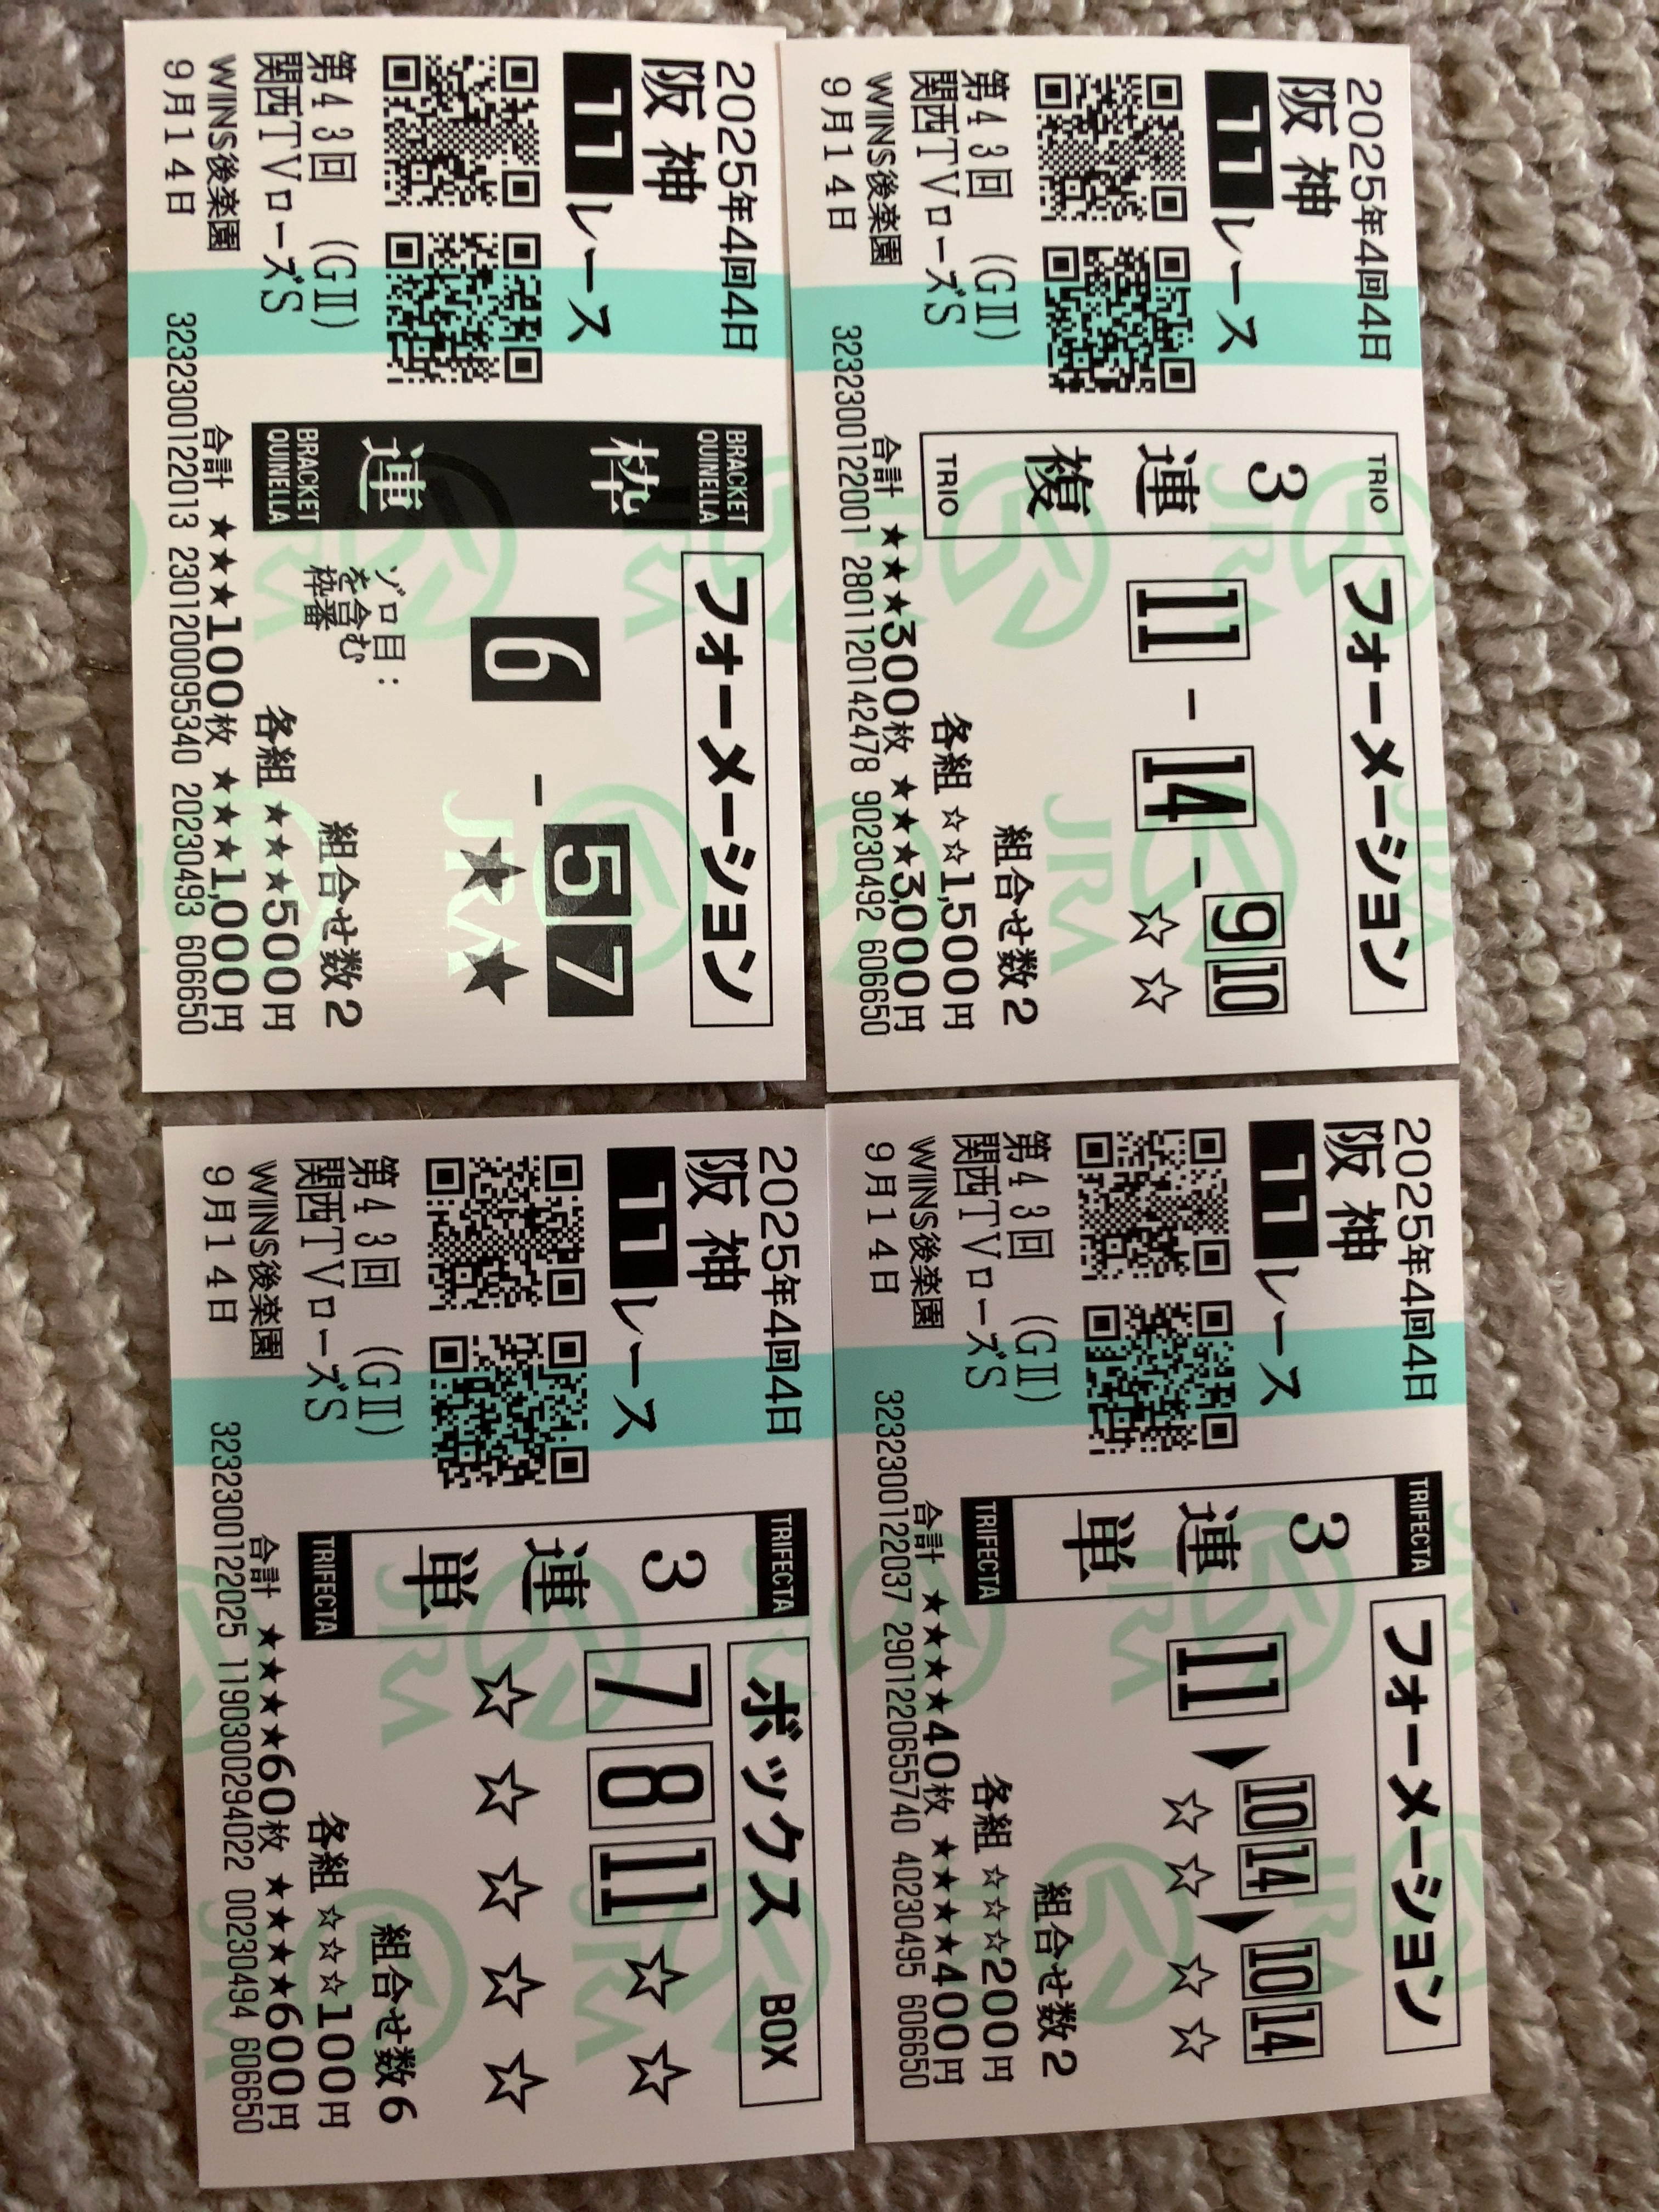 2025年4回4日
阪神
11レース
第43回 (GⅡ)
関西TVローズS
WINS後楽園
9月14日
BRACKET QUINELLA
枠連
BRACKET QUINELLA
フォーメーション
6 - 5 7
★ ★
ゾロ目:
を含む
枠番
組合せ数2
各組 ★★★500円
合計 ★★★100枚 ★★★1,000円
3232300122013 2301200095340 20230493 606650
JRA
2025年4回4日
阪神
11レース
第43回 (GⅡ)
関西TVローズS
WINS後楽園
9月14日
TRIO
3連複
TRIO
フォーメーション
11 - 14 - 9 10
☆ ☆
組合せ数2
各組 ☆☆1,500円
合計 ★★★300枚 ★★★3,000円
3232300122001 2801120142478 90230492 606650
JRA
2025年4回4日
阪神
11レース
第43回 (GⅡ)
関西TVローズS
WINS後楽園
9月14日
TRIFECTA
3連単
TRIFECTA
ボックス BOX
7 8 11 ☆ ☆
☆ ☆ ☆ ☆ ☆
組合せ数6
各組 ☆☆☆100円
合計 ★★★★60枚 ★★★★600円
3232300122025 1190300294022 00230494 606650
JRA
2025年4回4日
阪神
11レース
第43回 (GⅡ)
関西TVローズS
WINS後楽園
9月14日
TRIFECTA
3連単
TRIFECTA
フォーメーション
11 ▶ 10 14 ▶ 10 14
☆ ☆ ☆ ☆
組合せ数2
各組 ☆☆☆200円
合計 ★★★★40枚 ★★★★400円
3232300122037 2901220655740 40230495 606650
JRA